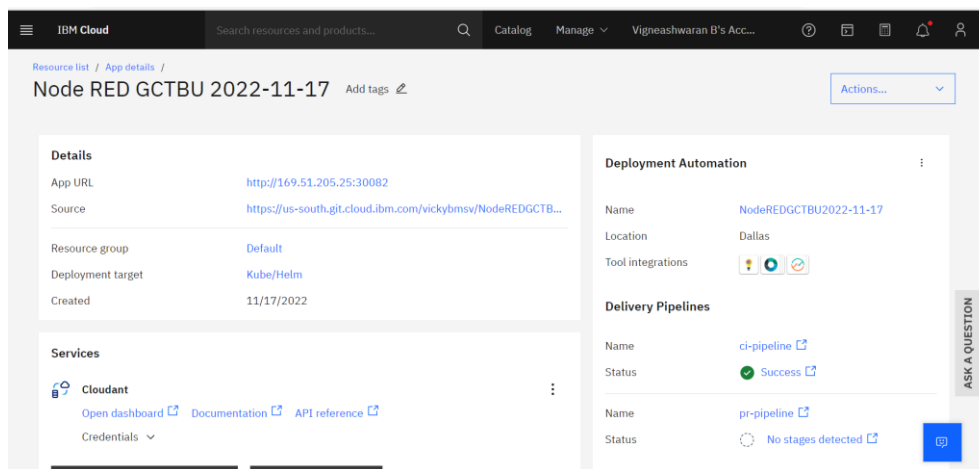 IBM Cloud
Search resources and products...
Catalog
Manage
Vigneashwaran B's Acc...
Resource list / App details /
Node RED GCTBU 2022-11-17
Add tags
Actions...
Details
App URL
http://169.51.205.25:30082
Source
https://us-south.git.cloud.ibm.com/vickybmsv/NodeREDGCTB...
Resource group
Default
Deployment target
Kube/Helm
Created
11/17/2022
Services
Cloudant
Open dashboard
Documentation
API reference
Credentials
Deployment Automation
Name
NodeREDGCTBU2022-11-17
Location
Dallas
Tool integrations
Delivery Pipelines
Name
ci-pipeline
Status
Success
Name
pr-pipeline
Status
No stages detected
ASK A QUESTION